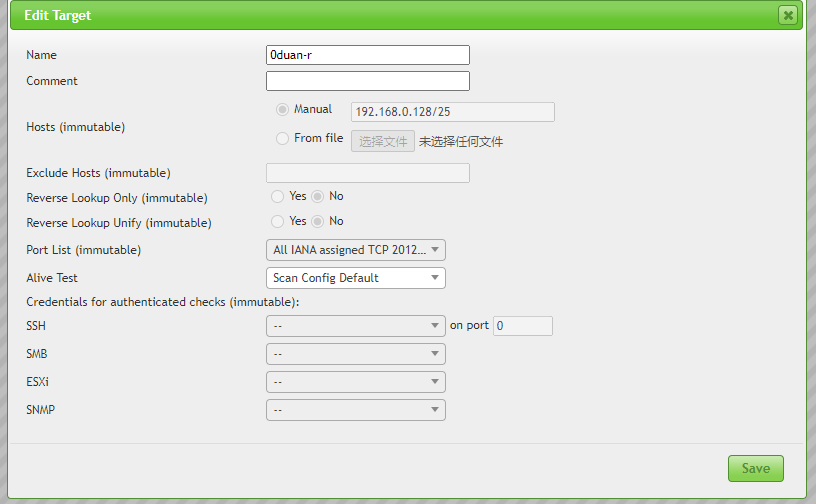 Edit Target
Name 0duan-r
Comment
Hosts (immutable)
Manual 192.168.0.128/25
From file 选择文件 未选择任何文件
Exclude Hosts (immutable)
Reverse Lookup Only (immutable) Yes No
Reverse Lookup Unify (immutable) Yes No
Port List (immutable) All IANA assigned TCP 2012...
Alive Test Scan Config Default
Credentials for authenticated checks (immutable):
SSH -- on port 0
SMB --
ESXi --
SNMP --
Save